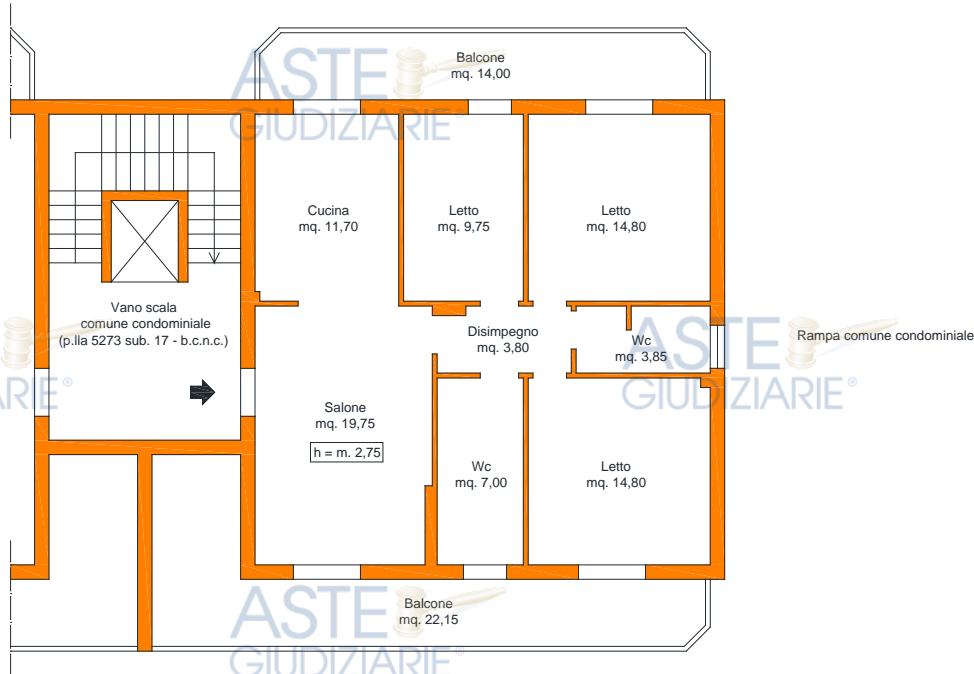 Balcone
mq. 14,00
ASTE
GIUDIZIARIE®
Cucina
mq. 11,70
Letto
mq. 9,75
Letto
mq. 14,80
Vano scala
comune condominiale
(p.lla 5273 sub. 17 - b.c.n.c.)
Disimpegno
mq. 3,80
Wc
mq. 3,85
ASTE
GIUDIZIARIE®
Rampa comune condominiale
ARIE®
Salone
mq. 19,75
h = m. 2,75
Wc
mq. 7,00
Letto
mq. 14,80
Balcone
mq. 22,15
ASTE
GIUDIZIARIE®